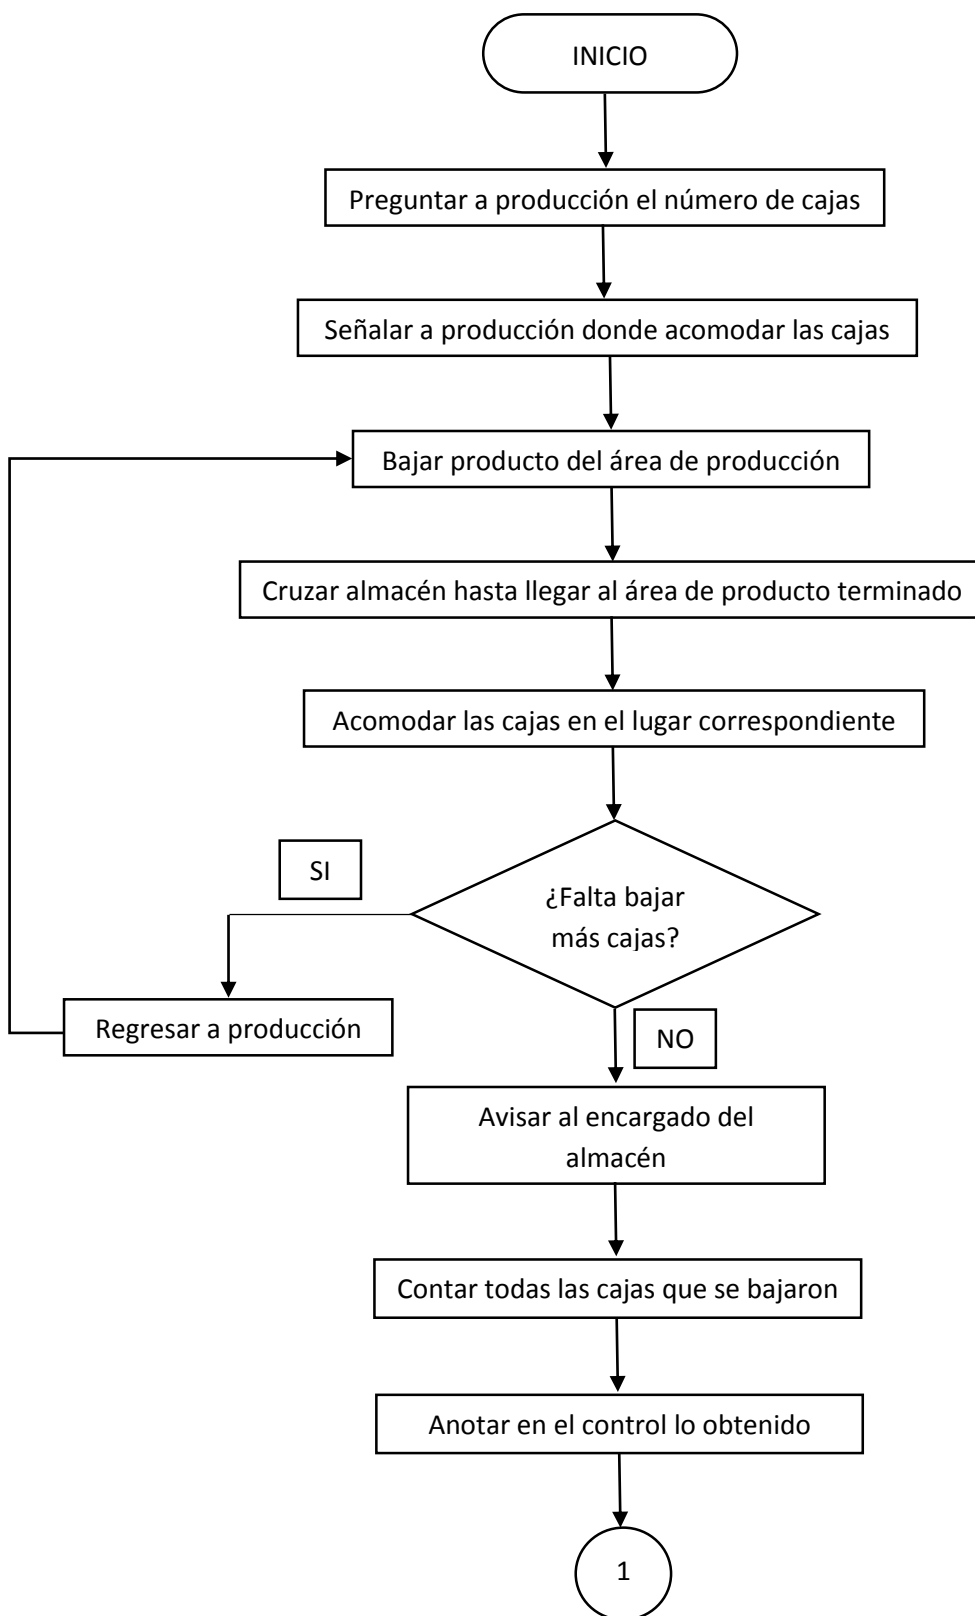 INICIO
Preguntar a producción el número de cajas
Señalar a producción donde acomodar las cajas
Bajar producto del área de producción
Cruzar almacén hasta llegar al área de producto terminado
Acomodar las cajas en el lugar correspondiente
SI
¿Falta bajar
más cajas?
Regresar a producción
NO
Avisar al encargado del
almacén
Contar todas las cajas que se bajaron
Anotar en el control lo obtenido
1